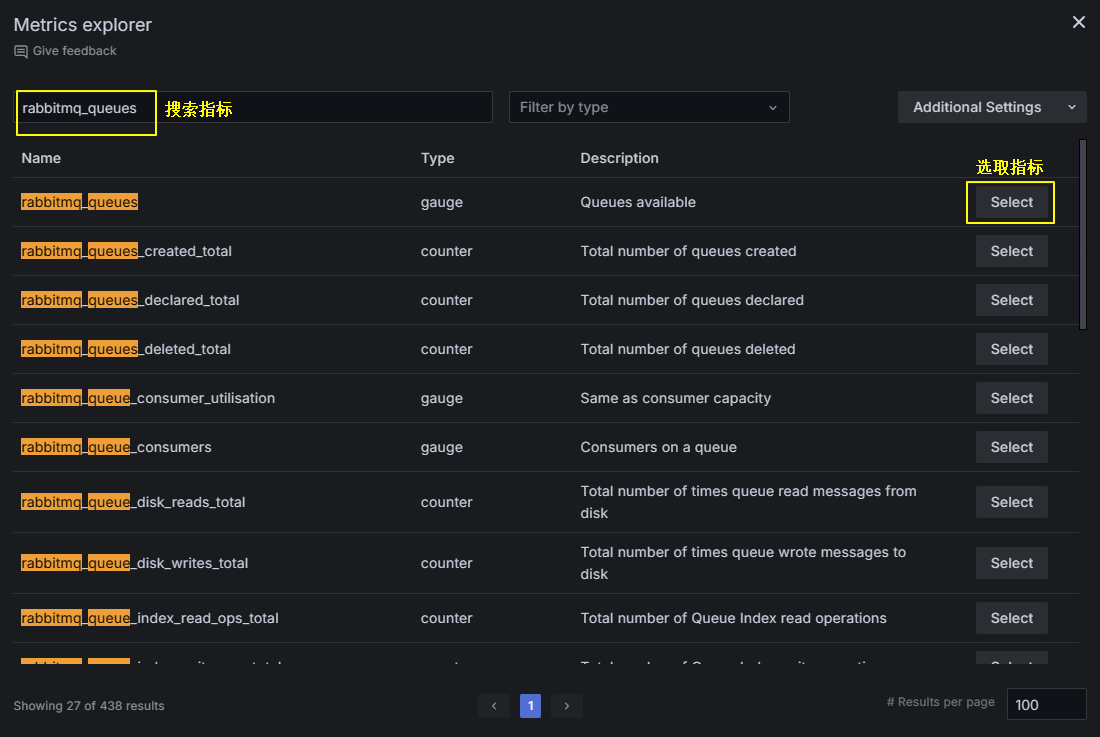 Metrics explorer
Give feedback
rabbitmq_queues 搜索指标 Filter by type Additional Settings
Name Type Description 选取指标
rabbitmq_queues gauge Queues available Select
rabbitmq_queues_created_total counter Total number of queues created Select
rabbitmq_queues_declared_total counter Total number of queues declared Select
rabbitmq_queues_deleted_total counter Total number of queues deleted Select
rabbitmq_queue_consumer_utilisation gauge Same as consumer capacity Select
rabbitmq_queue_consumers gauge Consumers on a queue Select
rabbitmq_queue_disk_reads_total counter Total number of times queue read messages from
disk Select
rabbitmq_queue_disk_writes_total counter Total number of times queue wrote messages to
disk Select
rabbitmq_queue_index_read_ops_total counter Total number of Queue Index read operations Select
Showing 27 of 438 results 1 # Results per page 100